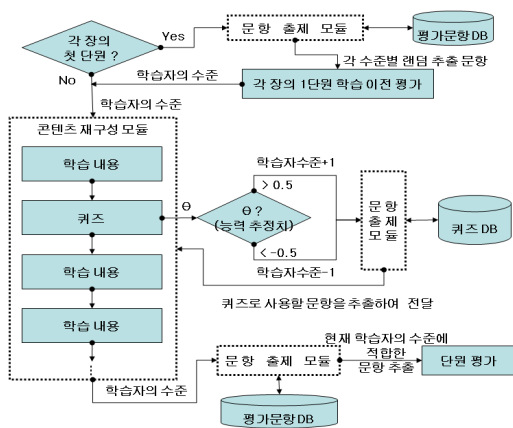 각 장의
첫 단원 ?
Yes
문 항 출 제 모 듈
평가문항 DB
각 수준별 랜덤 추출 문항
No
학습자의 수준
각 장의 1단원 학습 이전 평가
학습자의 수준
콘텐츠 재구성 모듈
학습 내용
퀴즈
학습 내용
학습 내용
Θ
Θ ?
(능력 추정치)
학습자수준+1
> 0.5
< -0.5
학습자수준-1
문 항
출 제
모 듈
퀴즈 DB
퀴즈로 사용할 문항을 추출하여 전달
학습자의 수준
문 항 출 제 모 듈
현재 학습자의 수준에
적합한
문항 추출
단원 평가
평가문항DB